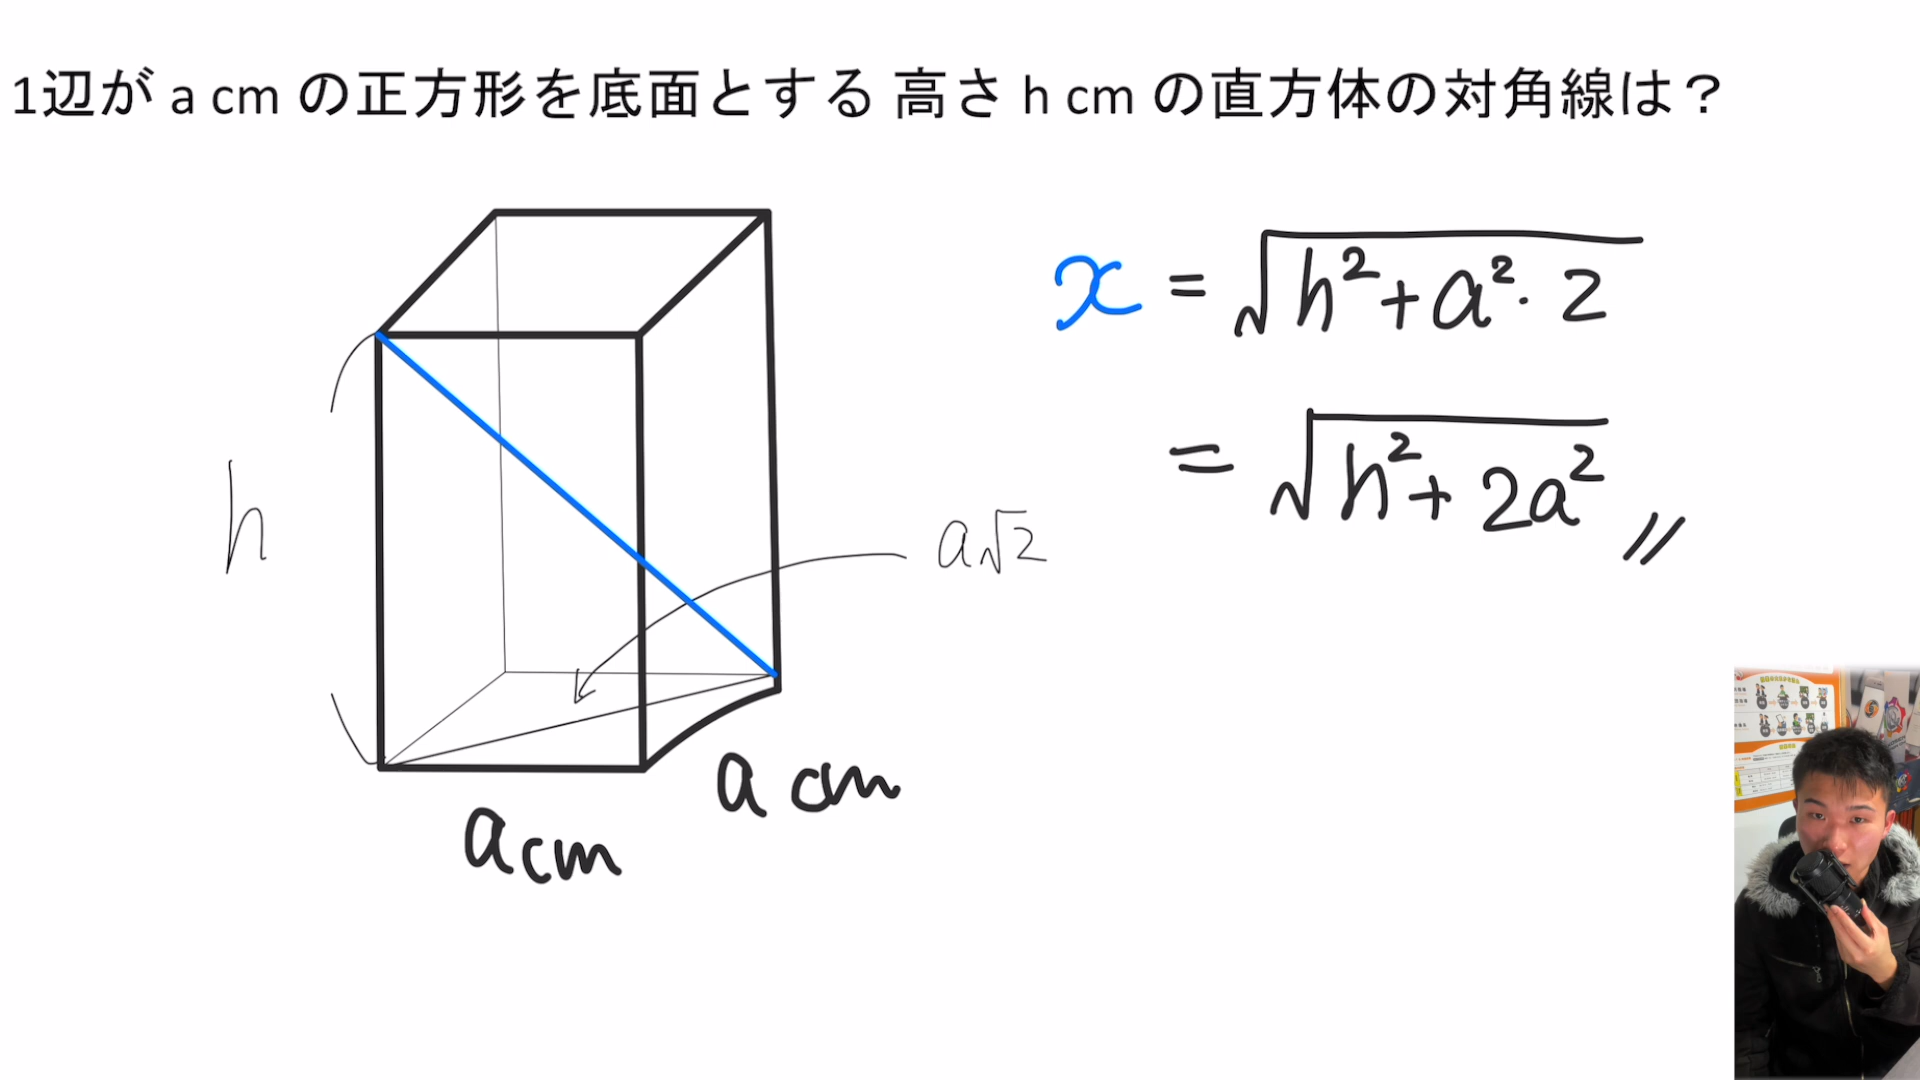 1辺が a cm の正方形を底面とする 高さ h cm の直方体の対角線は？
x = √h²+a²・2
= √h²+2a²
h
a√2
a cm
a cm